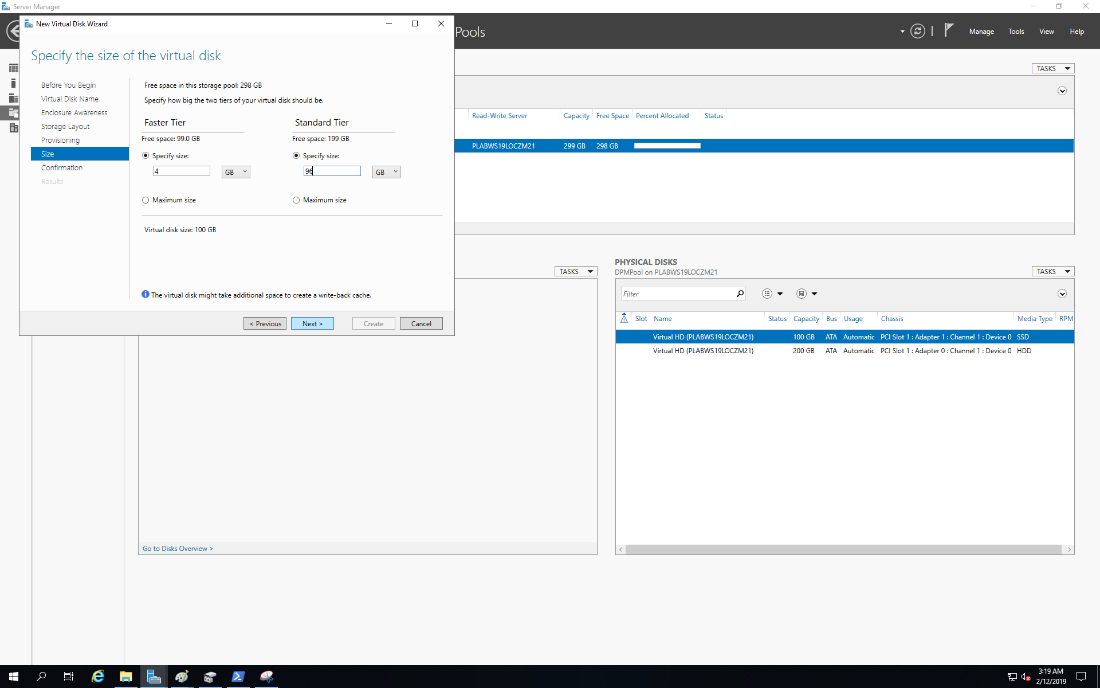 Server Manager
New Virtual Disk Wizard
Pools
Manage Tools View Help
Specify the size of the virtual disk
Before You Begin
Virtual Disk Name
Enclosure Awareness
Storage Layout
Provisioning
Size
Confirmation
Results
Free space in this storage pool: 298 GB
Specify how big the two tiers of your virtual disk should be.
Faster Tier
Free space: 99.0 GB
Specify size:
4 GB
Maximum size
Standard Tier
Free space: 199 GB
Specify size:
96 GB
Maximum size
Virtual disk size: 100 GB
The virtual disk might take additional space to create a write-back cache.
< Previous Next > Create Cancel
TASKS
Read-Write Server Capacity Free Space Percent Allocated Status
PLABWS19LOCZM21 299 GB 298 GB
TASKS
Go to Disks Overview >
PHYSICAL DISKS
DPMPool on PLABWS19LOCZM21
TASKS
Filter
Slot Name Status Capacity Bus Usage Chassis Media Type RPM
Virtual HD (PLABWS19LOCZM21) 100 GB ATA Automatic PCI Slot 1 : Adapter 1 : Channel 1 : Device 0 SSD
Virtual HD (PLABWS19LOCZM21) 200 GB ATA Automatic PCI Slot 1 : Adapter 0 : Channel 1 : Device 0 HDD
3:19 AM
2/12/2019